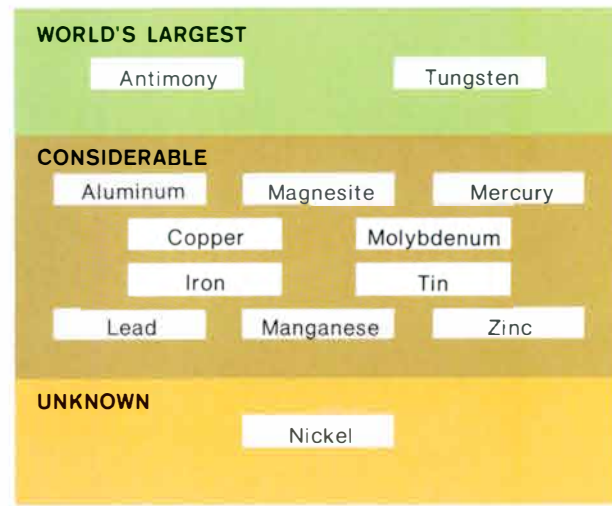 WORLD'S LARGEST
Antimony Tungsten
CONSIDERABLE
Aluminum Magnesite Mercury
Copper Molybdenum
Iron Tin
Lead Manganese Zinc
UNKNOWN
Nickel